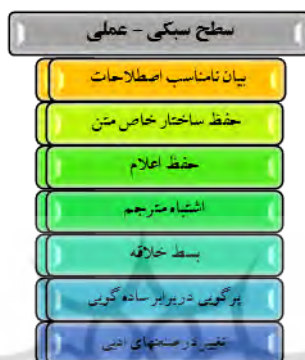 سطح سبکی - عملی
بیان نامناسب اصطلاحات
حفظ ساختار خاص متن
حفظ اعلام
اشتباه مترجم
بسط خلاقه
پرگویی در برابر ساده گویی
تغییر در صنعتهای ادبی